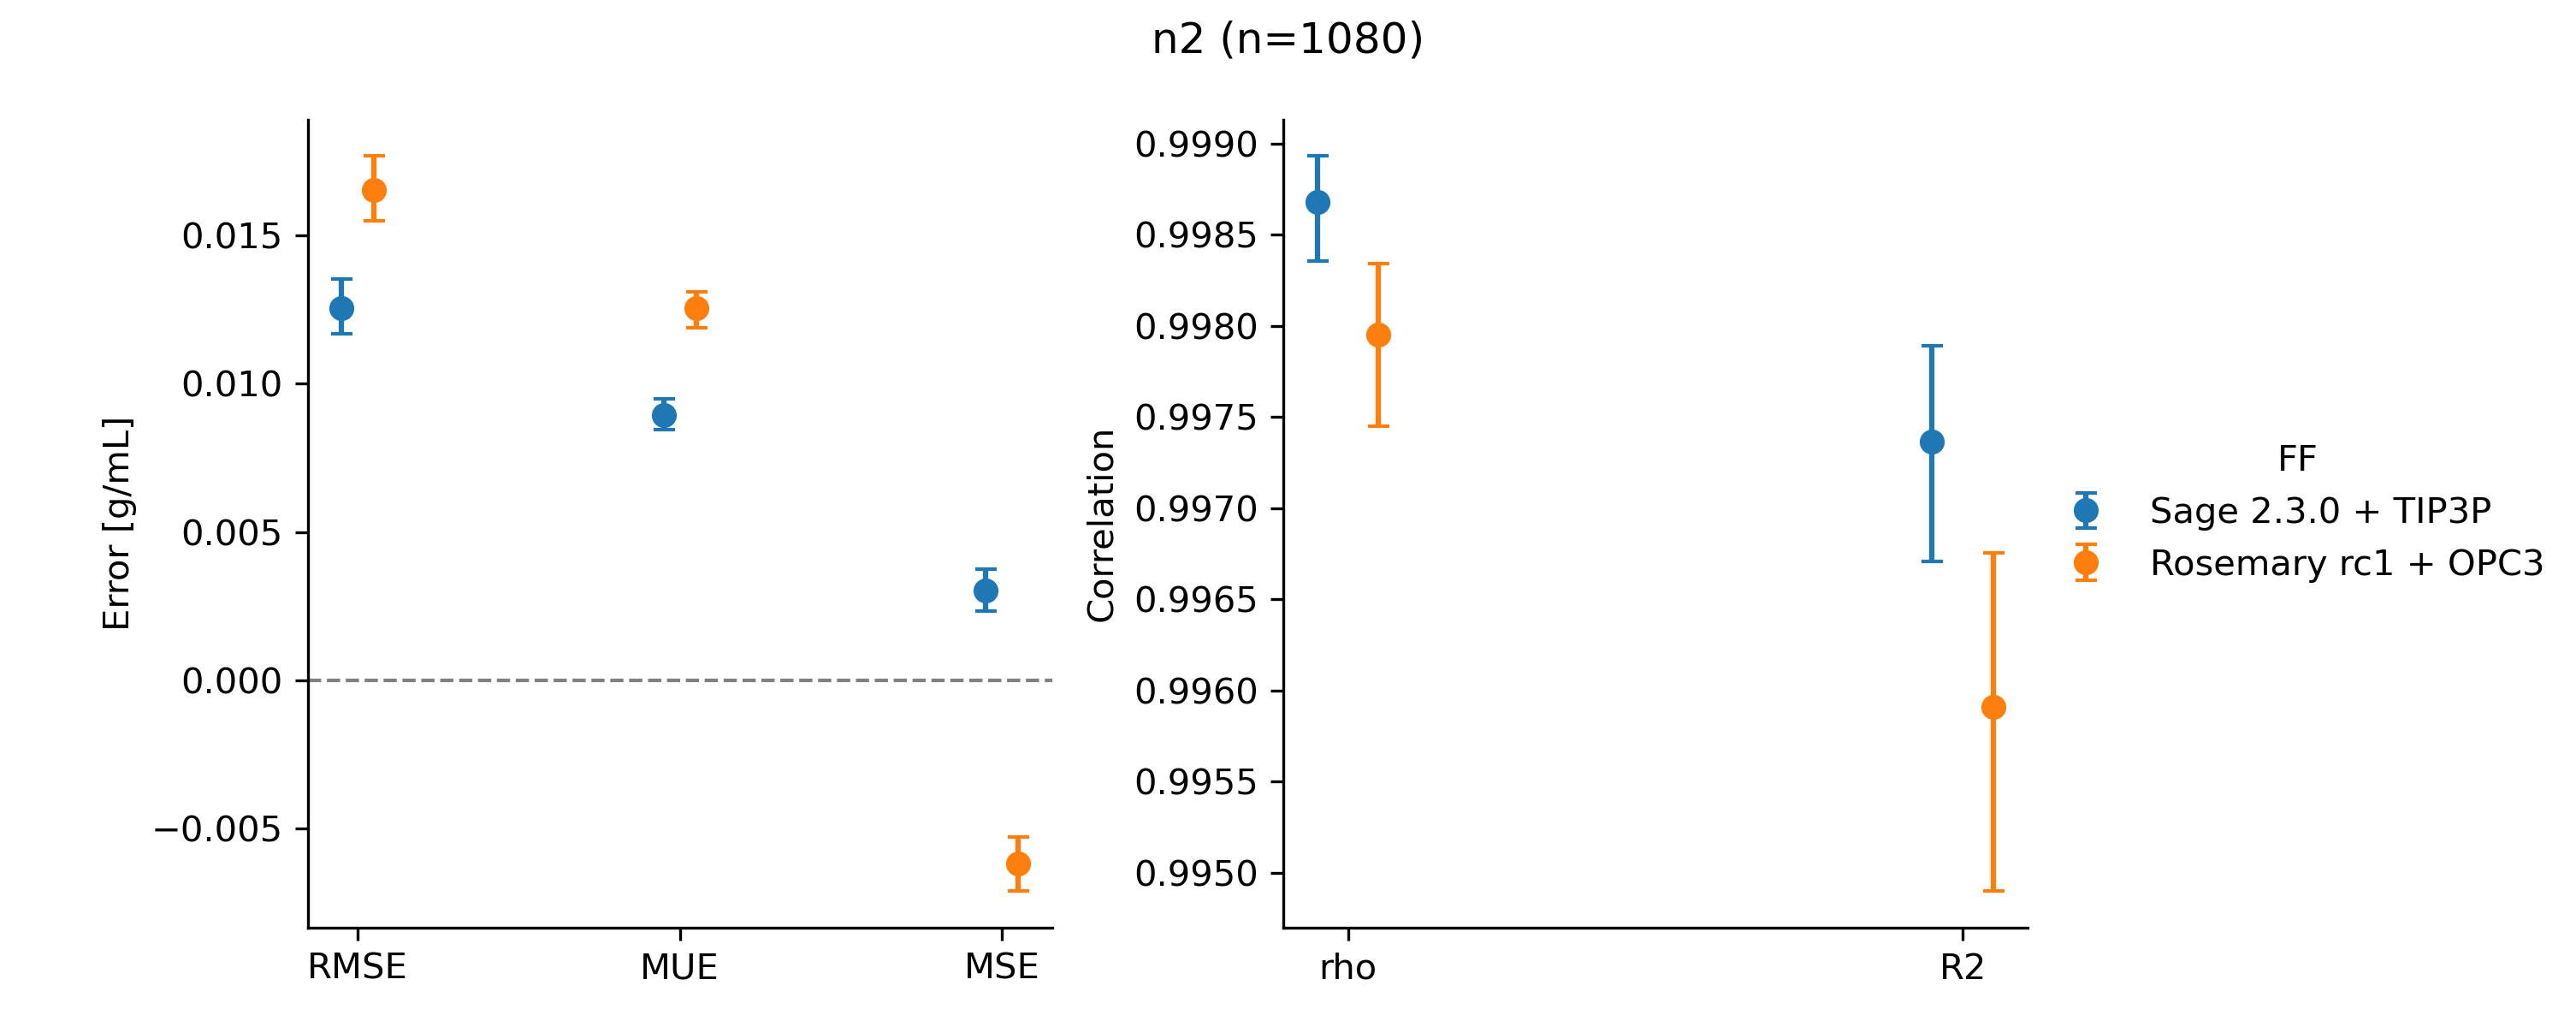 n2 (n=1080)
Error [g/mL]
0.015
0.010
0.005
0.000
−0.005
RMSE
MUE
MSE
Correlation
0.9990
0.9985
0.9980
0.9975
0.9970
0.9965
0.9960
0.9955
0.9950
rho
R2
FF
Sage 2.3.0 + TIP3P
Rosemary rc1 + OPC3